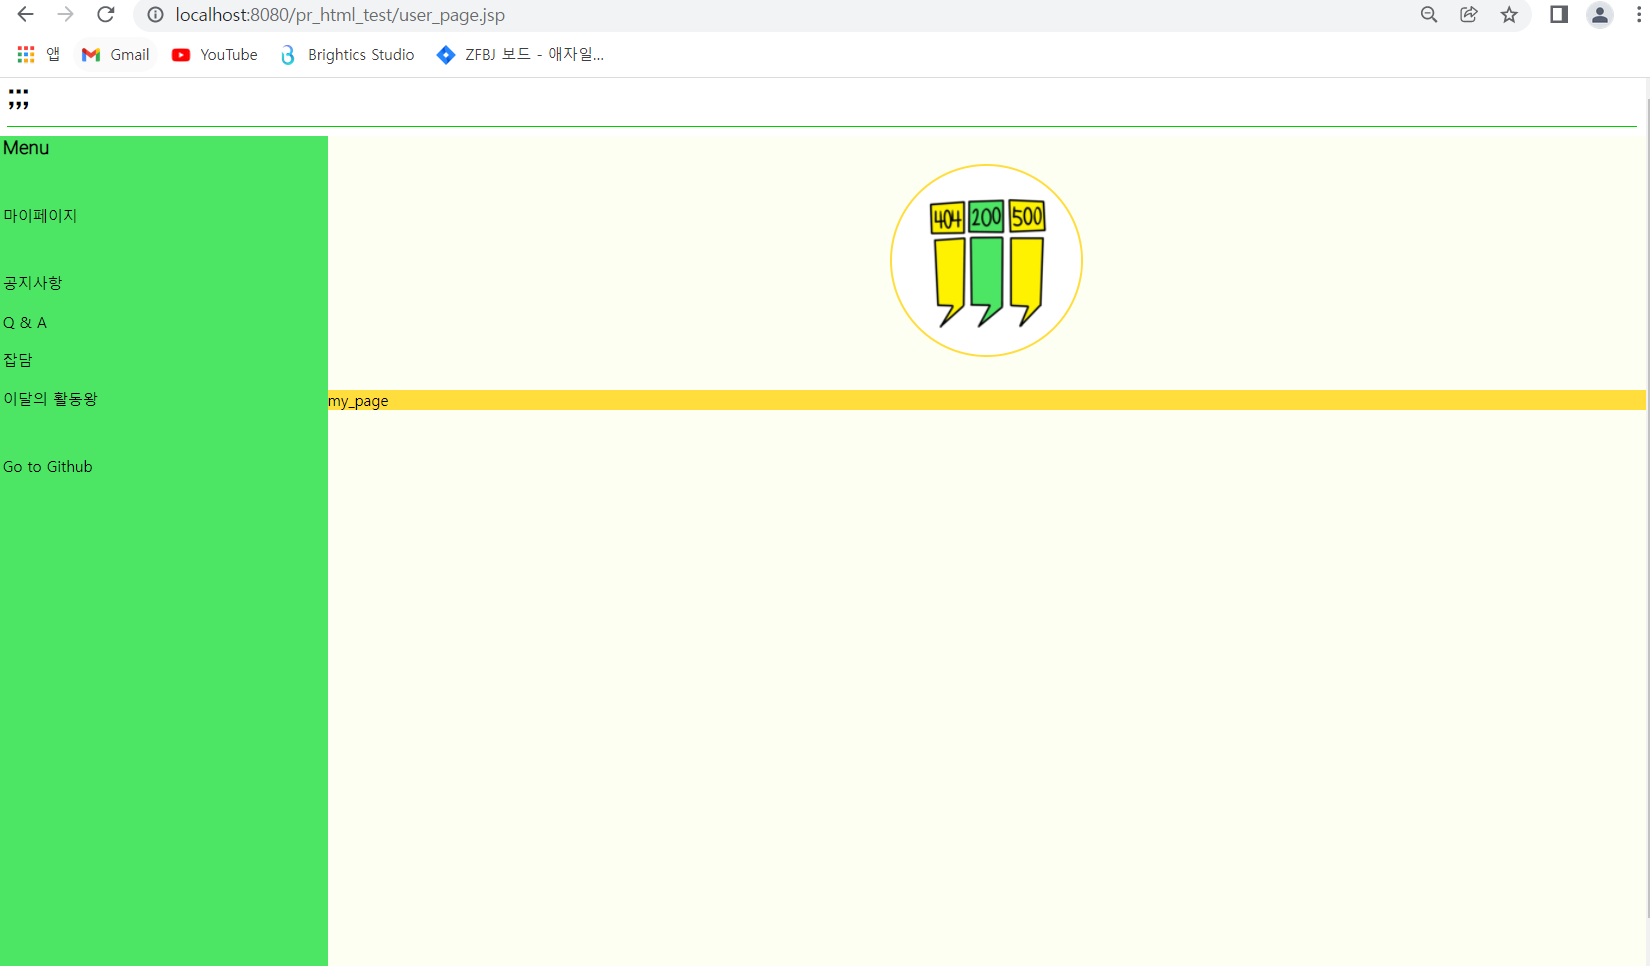 localhost:8080/pr_html_test/user_page.jsp
앱 Gmail YouTube Brightics Studio ZFBJ 보드 - 애자일...
;;;
Menu
마이페이지
공지사항
Q & A
잡담
이달의 활동왕
Go to Github
404 200 500
my_page